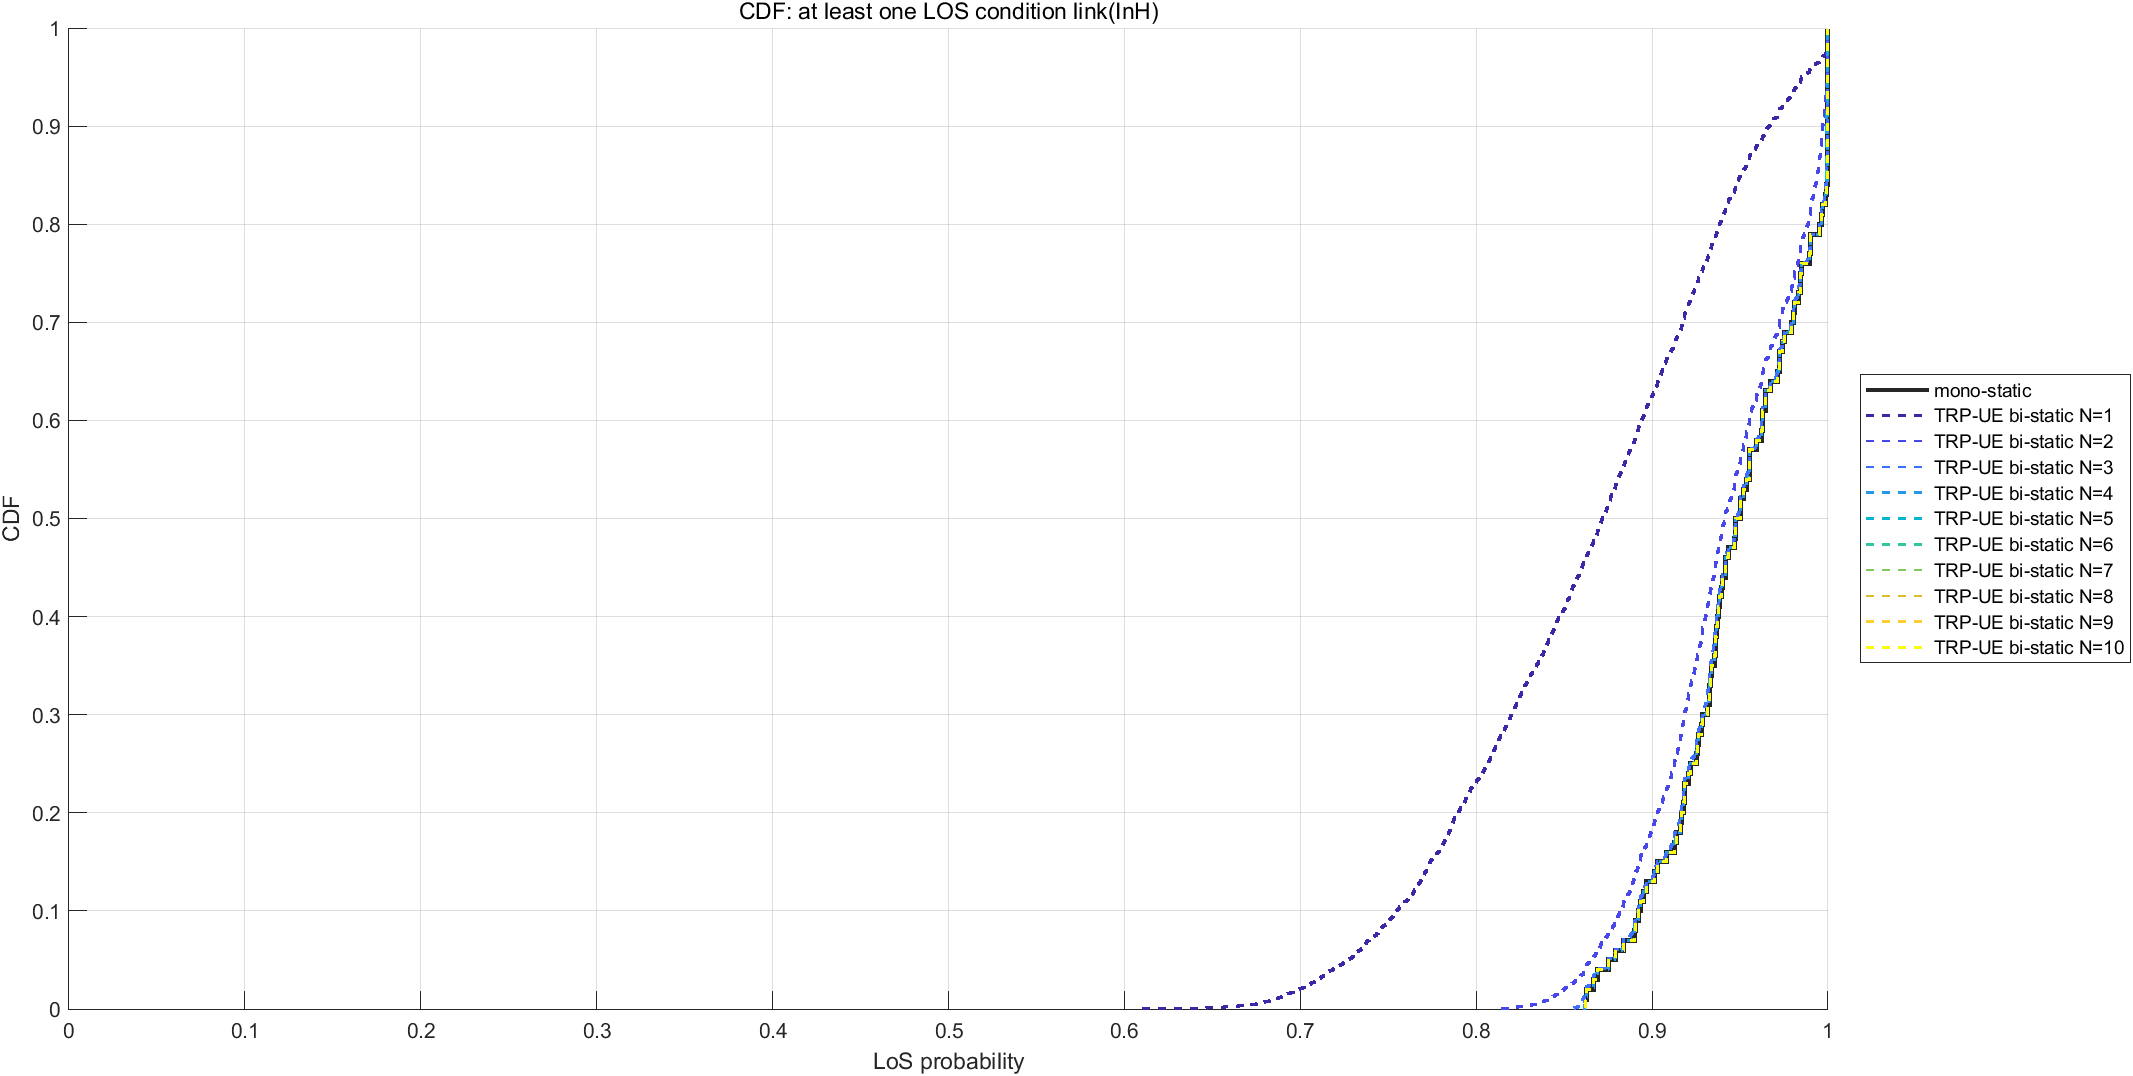 CDF: at least one LOS condition link(InH)
1
0.9
0.8
0.7
0.6
0.5
0.4
0.3
0.2
0.1
0
CDF
0 0.1 0.2 0.3 0.4 0.5 0.6 0.7 0.8 0.9 1
LoS probability
mono-static
TRP-UE bi-static N=1
TRP-UE bi-static N=2
TRP-UE bi-static N=3
TRP-UE bi-static N=4
TRP-UE bi-static N=5
TRP-UE bi-static N=6
TRP-UE bi-static N=7
TRP-UE bi-static N=8
TRP-UE bi-static N=9
TRP-UE bi-static N=10